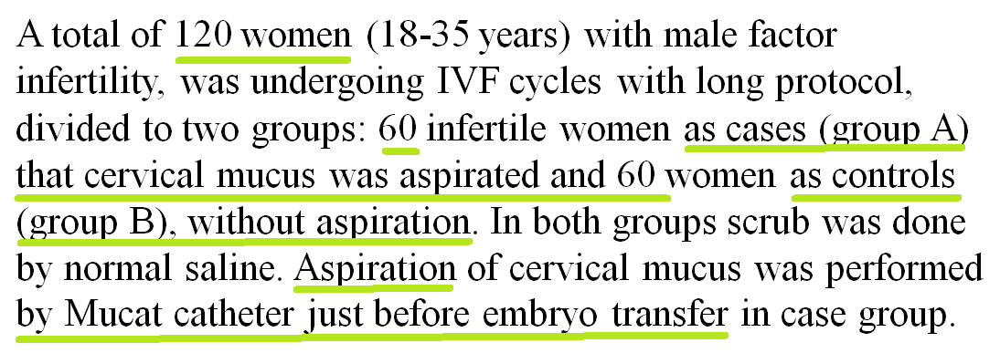 A total of 120 women (18-35 years) with male factor
infertility, was undergoing IVF cycles with long protocol,
divided to two groups: 60 infertile women as cases (group A)
that cervical mucus was aspirated and 60 women as controls
(group B), without aspiration. In both groups scrub was done
by normal saline. Aspiration of cervical mucus was performed
by Mucat catheter just before embryo transfer in case group.